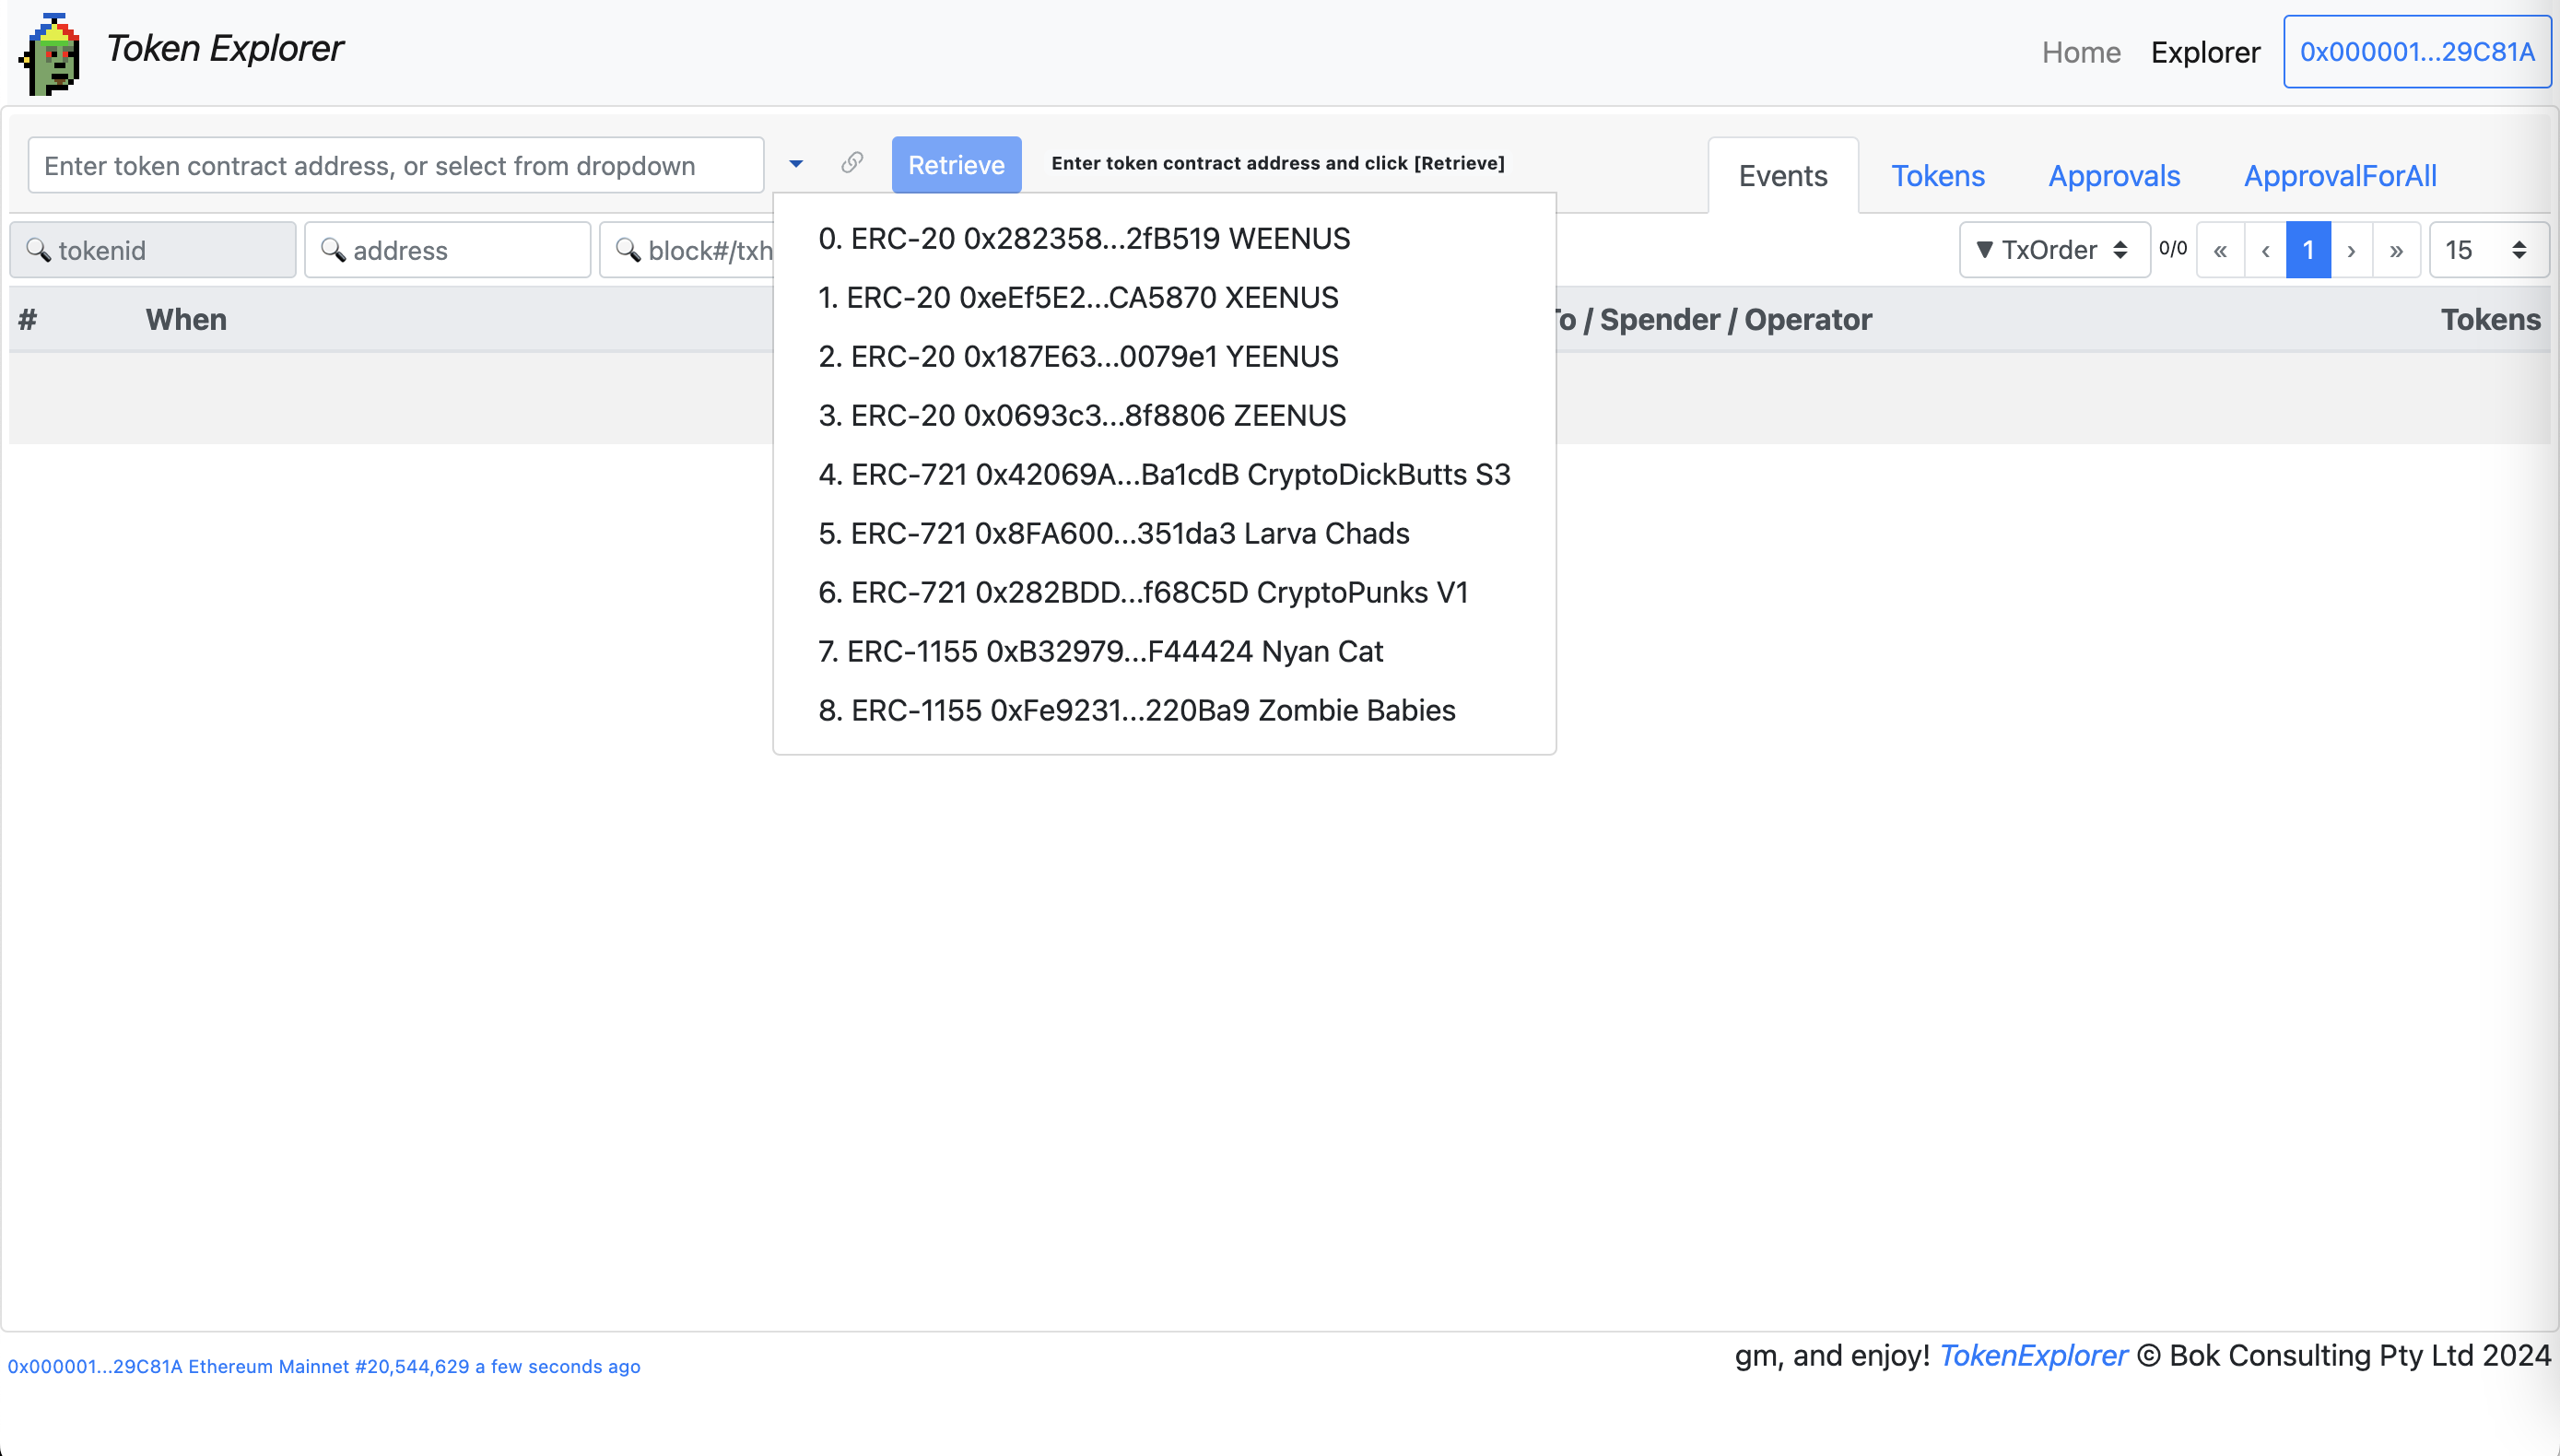 Token Explorer
Home Explorer 0x000001...29C81A
Enter token contract address, or select from dropdown Retrieve Enter token contract address and click [Retrieve] Events Tokens Approvals ApprovalForAll
tokenid address block#/txh ▼ TxOrder 0/0 « ‹ 1 › » 15
# When To / Spender / Operator Tokens
0. ERC-20 0x282358...2fB519 WEENUS
1. ERC-20 0xeEf5E2...CA5870 XEENUS
2. ERC-20 0x187E63...0079e1 YEENUS
3. ERC-20 0x0693c3...8f8806 ZEENUS
4. ERC-721 0x42069A...Ba1cdB CryptoDickButts S3
5. ERC-721 0x8FA600...351da3 Larva Chads
6. ERC-721 0x282BDD...f68C5D CryptoPunks V1
7. ERC-1155 0xB32979...F44424 Nyan Cat
8. ERC-1155 0xFe9231...220Ba9 Zombie Babies
0x000001...29C81A Ethereum Mainnet #20,544,629 a few seconds ago
gm, and enjoy! TokenExplorer © Bok Consulting Pty Ltd 2024